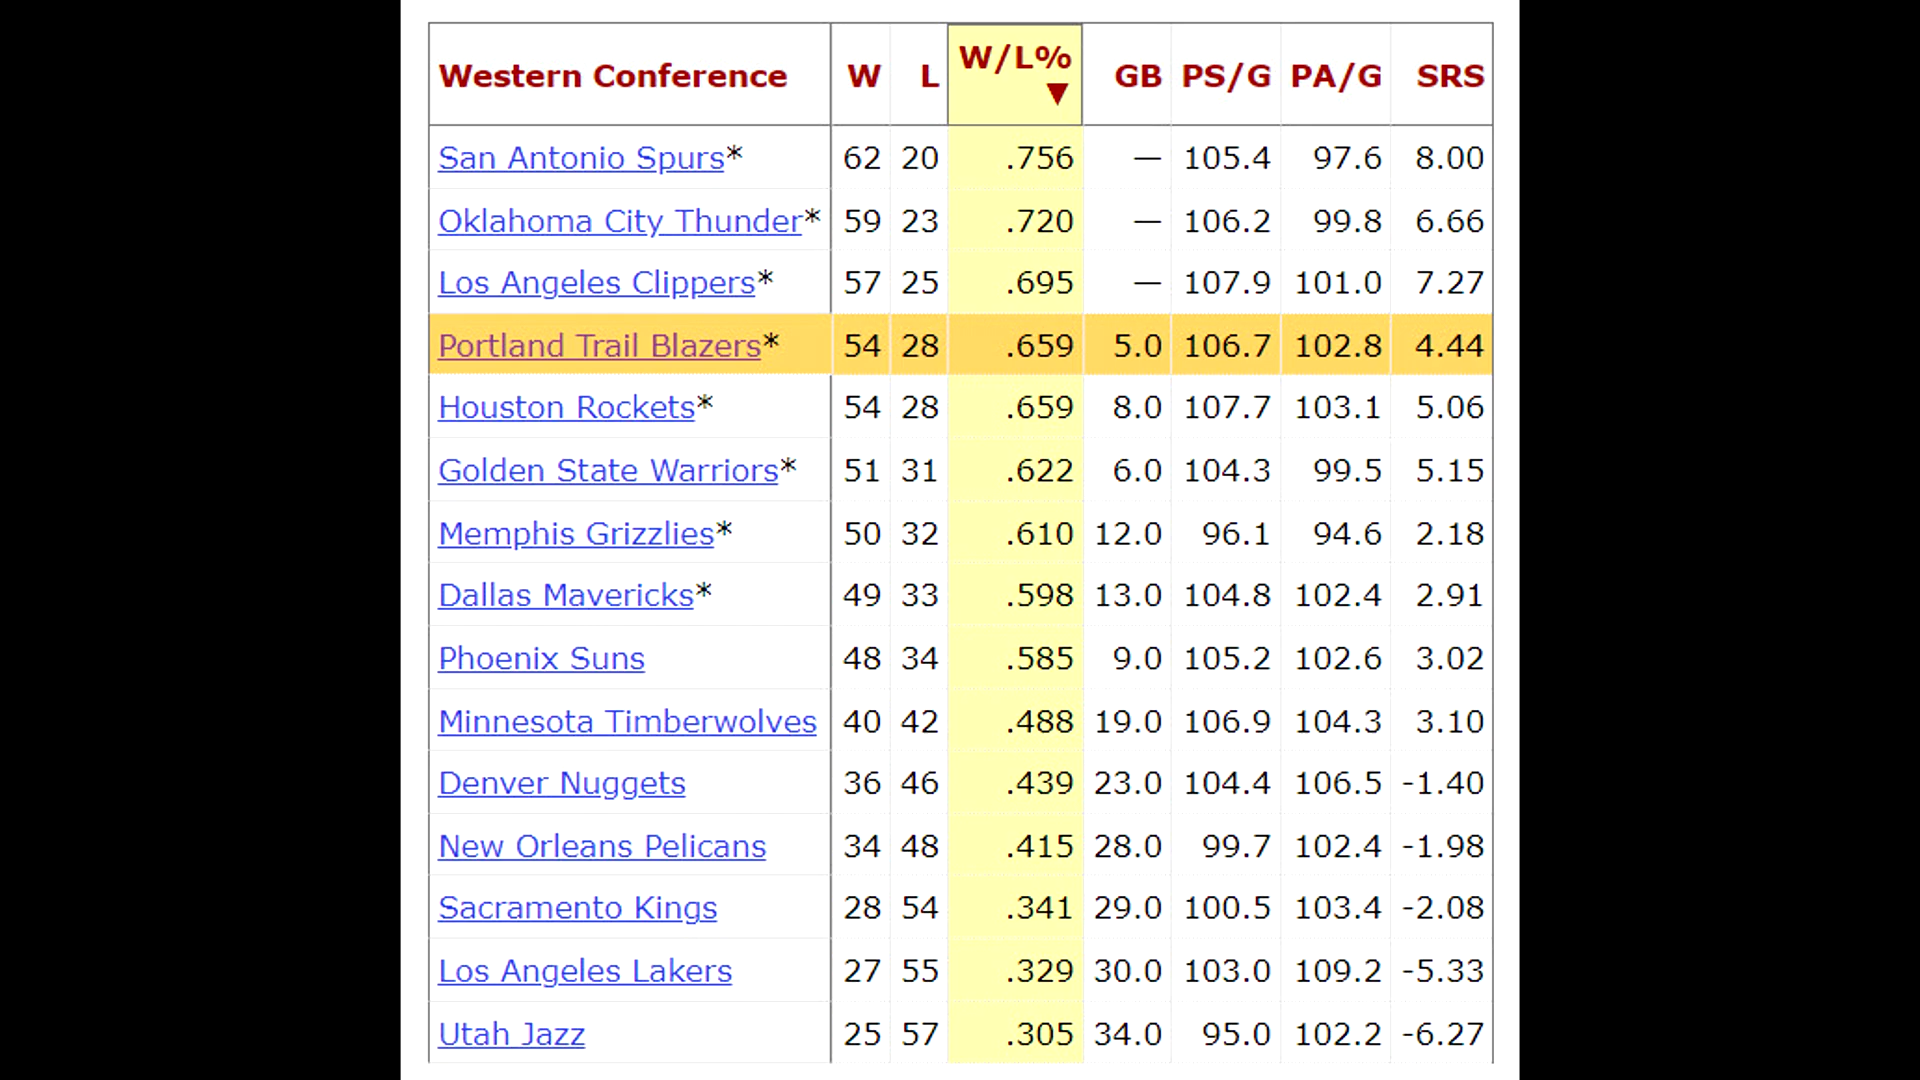 Western Conference W L W/L% ▼ GB PS/G PA/G SRS
San Antonio Spurs* 62 20 .756 — 105.4 97.6 8.00
Oklahoma City Thunder* 59 23 .720 — 106.2 99.8 6.66
Los Angeles Clippers* 57 25 .695 — 107.9 101.0 7.27
Portland Trail Blazers* 54 28 .659 5.0 106.7 102.8 4.44
Houston Rockets* 54 28 .659 8.0 107.7 103.1 5.06
Golden State Warriors* 51 31 .622 6.0 104.3 99.5 5.15
Memphis Grizzlies* 50 32 .610 12.0 96.1 94.6 2.18
Dallas Mavericks* 49 33 .598 13.0 104.8 102.4 2.91
Phoenix Suns 48 34 .585 9.0 105.2 102.6 3.02
Minnesota Timberwolves 40 42 .488 19.0 106.9 104.3 3.10
Denver Nuggets 36 46 .439 23.0 104.4 106.5 -1.40
New Orleans Pelicans 34 48 .415 28.0 99.7 102.4 -1.98
Sacramento Kings 28 54 .341 29.0 100.5 103.4 -2.08
Los Angeles Lakers 27 55 .329 30.0 103.0 109.2 -5.33
Utah Jazz 25 57 .305 34.0 95.0 102.2 -6.27